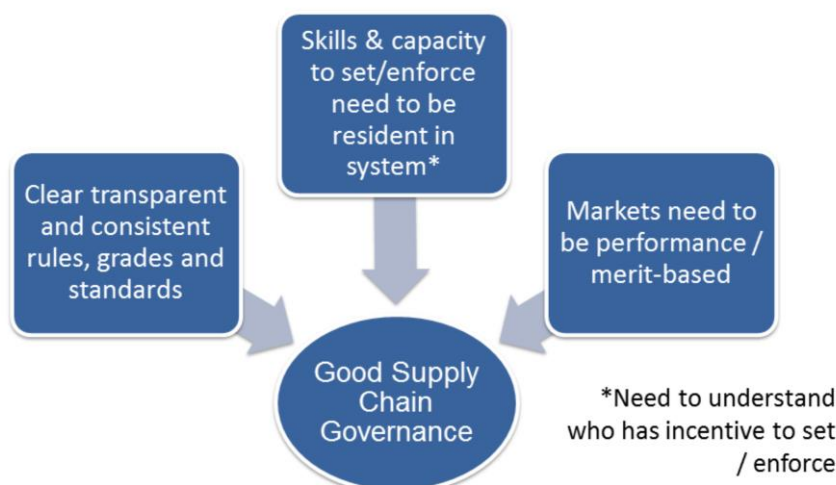 Skills & capacity
to set/enforce
need to be
resident in
system*
Clear transparent
and consistent
rules, grades and
standards
Markets need to
be performance /
merit-based
Good Supply
Chain
Governance
*Need to understand
who has incentive to set
/ enforce